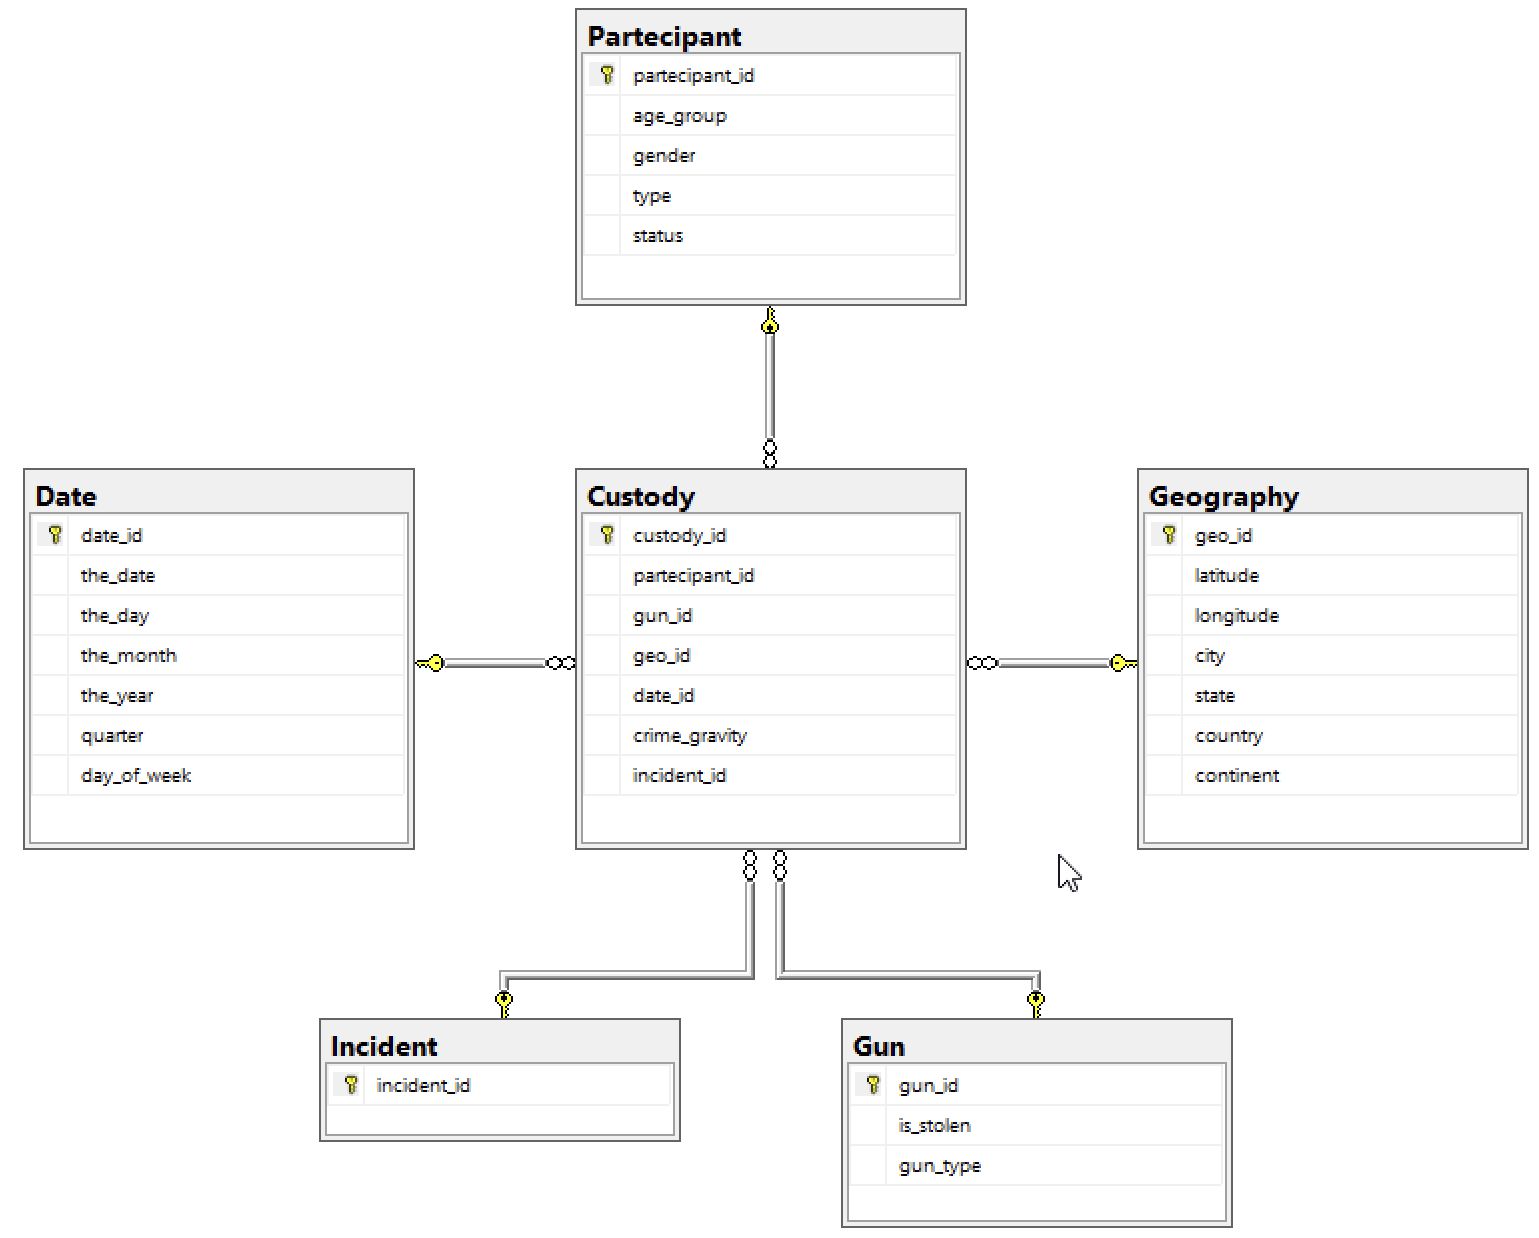 Partecipant
partecipant_id
age_group
gender
type
status
Date
date_id
the_date
the_day
the_month
the_year
quarter
day_of_week
Custody
custody_id
partecipant_id
gun_id
geo_id
date_id
crime_gravity
incident_id
Geography
geo_id
latitude
longitude
city
state
country
continent
Incident
incident_id
Gun
gun_id
is_stolen
gun_type